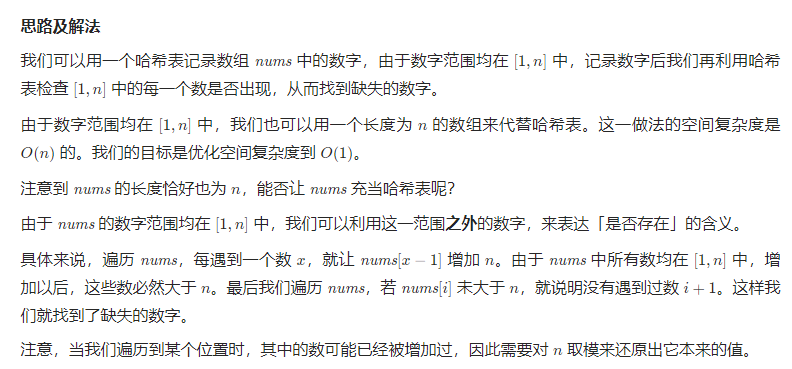 思路及解法
我们可以用一个哈希表记录数组 nums 中的数字，由于数字范围均在 [1, n] 中，记录数字后我们再利用哈希
表检查 [1, n] 中的每一个数是否出现，从而找到缺失的数字。
由于数字范围均在 [1, n] 中，我们也可以用一个长度为 n 的数组来代替哈希表。这一做法的空间复杂度是
O(n) 的。我们的目标是优化空间复杂度到 O(1)。
注意到 nums 的长度恰好也为 n，能否让 nums 充当哈希表呢？
由于 nums 的数字范围均在 [1, n] 中，我们可以利用这一范围之外的数字，来表达「是否存在」的含义。
具体来说，遍历 nums，每遇到一个数 x，就让 nums[x − 1] 增加 n。由于 nums 中所有数均在 [1, n] 中，增
加以后，这些数必然大于 n。最后我们遍历 nums，若 nums[i] 未大于 n，就说明没有遇到过数 i + 1。这样我
们就找到了缺失的数字。
注意，当我们遍历到某个位置时，其中的数可能已经被增加过，因此需要对 n 取模来还原出它本来的值。